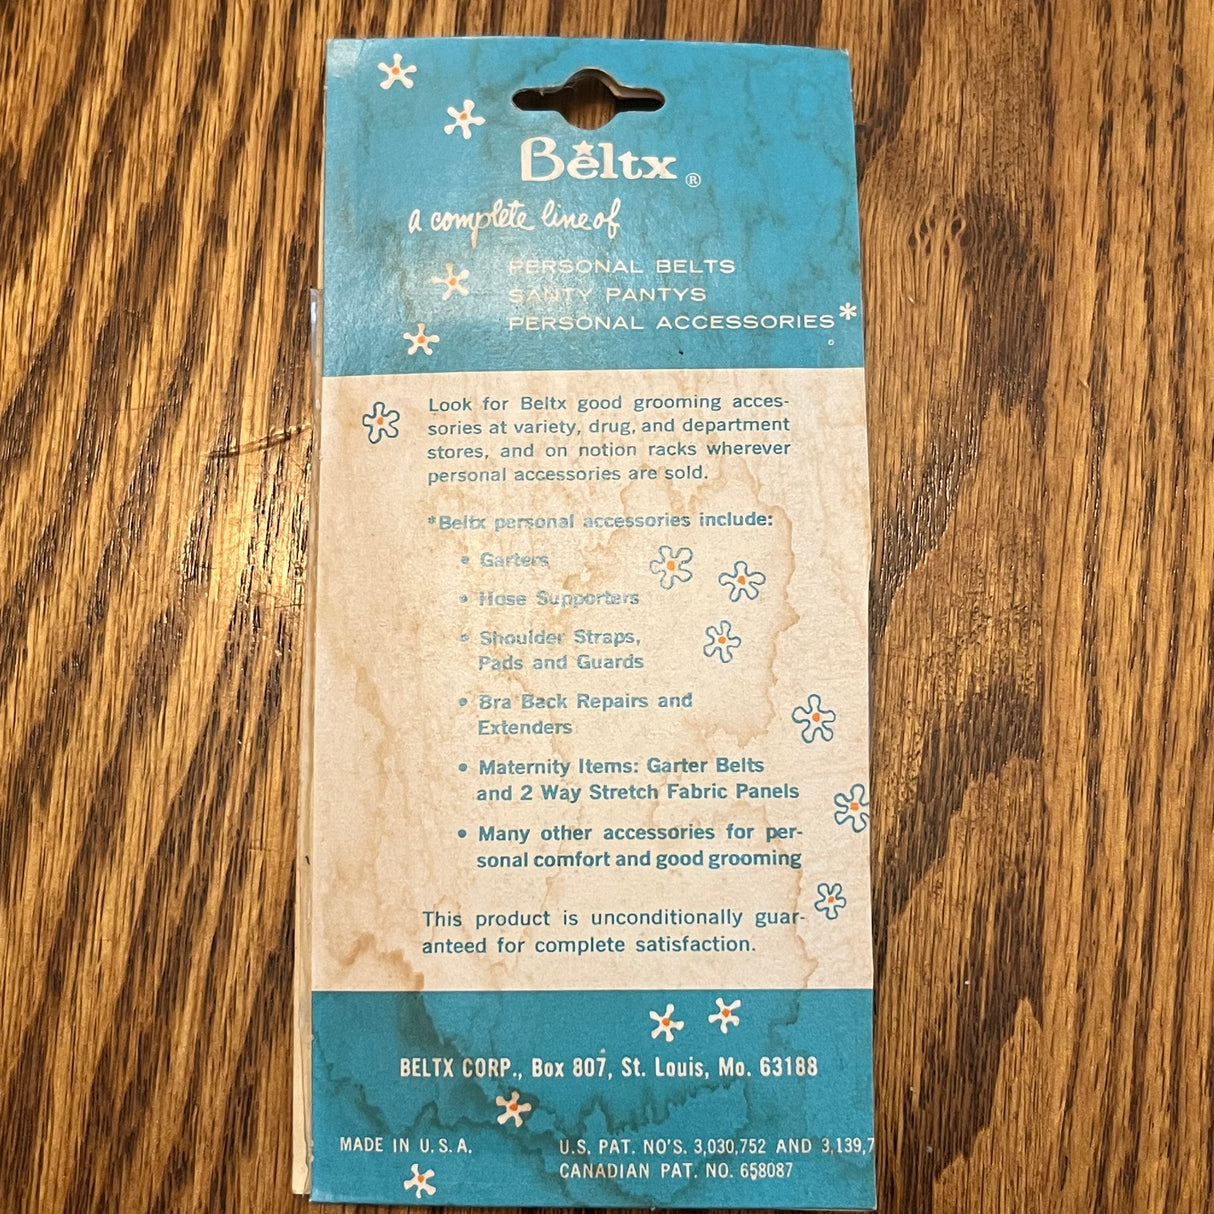 Beltx ®
a complete line of
PERSONAL BELTS
SANTY PANTYS
PERSONAL ACCESSORIES*
Look for Beltx good grooming acces-
sories at variety, drug, and department
stores, and on notion racks wherever
personal accessories are sold.
*Beltx personal accessories include:
• Garters
• Hose Supporters
• Shoulder Straps,
Pads and Guards
• Bra Back Repairs and
Extenders
• Maternity Items: Garter Belts
and 2 Way Stretch Fabric Panels
• Many other accessories for per-
sonal comfort and good grooming
This product is unconditionally guar-
anteed for complete satisfaction.
BELTX CORP., Box 807, St. Louis, Mo. 63188
MADE IN U.S.A.
U.S. PAT. NO'S. 3,030,752 AND 3,139,7
CANADIAN PAT. NO. 658087